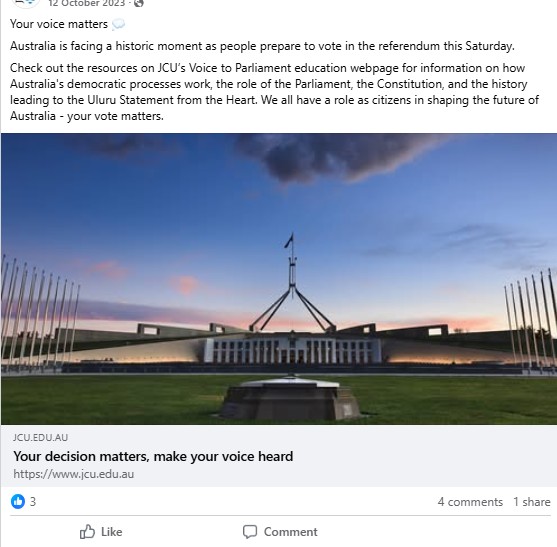 12 October 2023 ·
Your voice matters 💬
Australia is facing a historic moment as people prepare to vote in the referendum this Saturday.
Check out the resources on JCU's Voice to Parliament education webpage for information on how
Australia's democratic processes work, the role of the Parliament, the Constitution, and the history
leading to the Uluru Statement from the Heart. We all have a role as citizens in shaping the future of
Australia - your vote matters.
JCU.EDU.AU
Your decision matters, make your voice heard
https://www.jcu.edu.au
3
4 comments 1 share
Like Comment